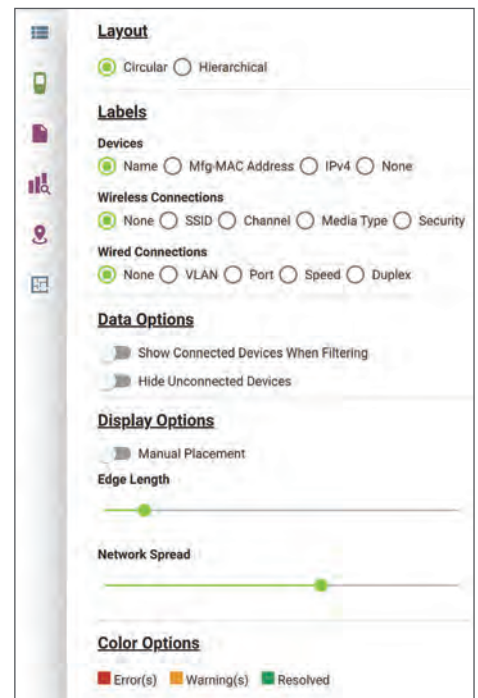 Layout
Circular Hierarchical
Labels
Devices
Name Mfg-MAC Address IPv4 None
Wireless Connections
None SSID Channel Media Type Security
Wired Connections
None VLAN Port Speed Duplex
Data Options
Show Connected Devices When Filtering
Hide Unconnected Devices
Display Options
Manual Placement
Edge Length
Network Spread
Color Options
Error(s) Warning(s) Resolved